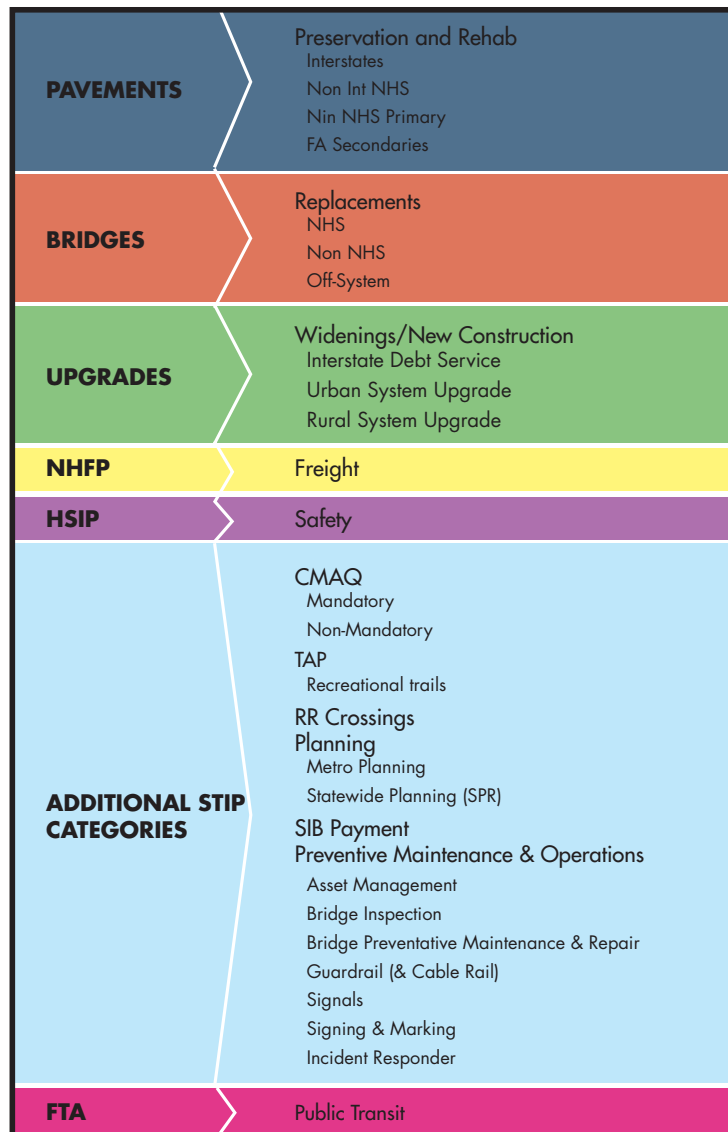 PAVEMENTS
Preservation and Rehab
Interstates
Non Int NHS
Nin NHS Primary
FA Secondaries
BRIDGES
Replacements
NHS
Non NHS
Off-System
UPGRADES
Widenings/New Construction
Interstate Debt Service
Urban System Upgrade
Rural System Upgrade
NHFP
Freight
HSIP
Safety
ADDITIONAL STIP
CATEGORIES
CMAQ
Mandatory
Non-Mandatory
TAP
Recreational trails
RR Crossings
Planning
Metro Planning
Statewide Planning (SPR)
SIB Payment
Preventive Maintenance & Operations
Asset Management
Bridge Inspection
Bridge Preventative Maintenance & Repair
Guardrail (& Cable Rail)
Signals
Signing & Marking
Incident Responder
FTA
Public Transit